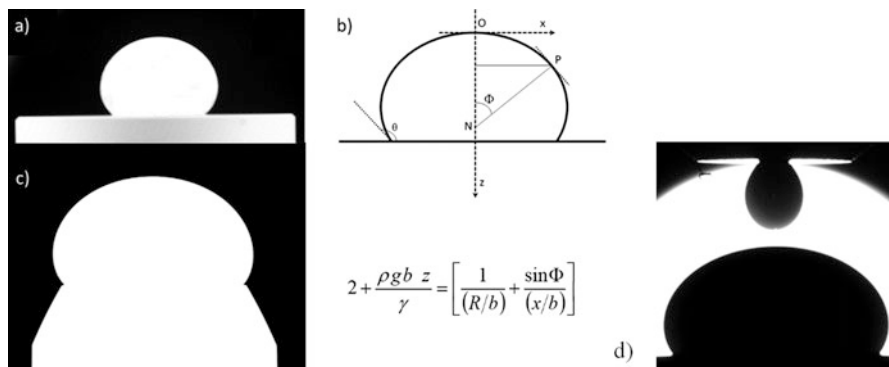 a)
b)
O
x
P
Φ
N
θ
z
c)
2 + ρgb z / γ = [ 1 / (R/b) + sinΦ / (x/b) ]
d)